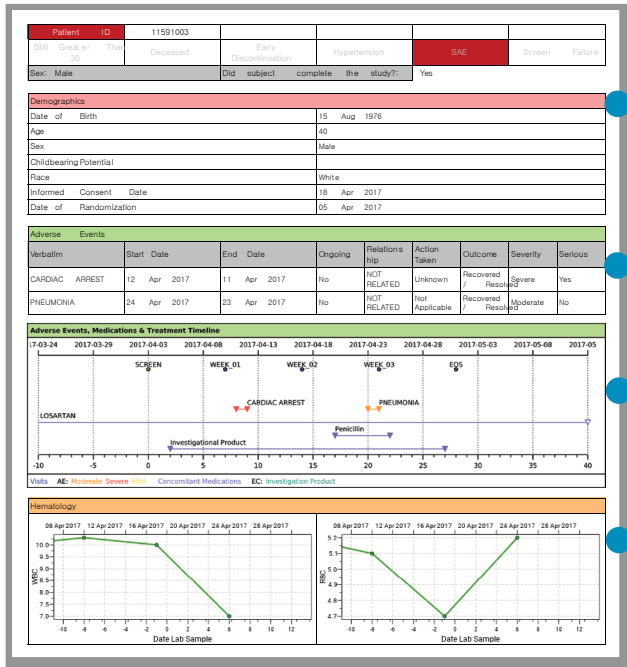 Patient ID 11591003
BMI Greater Than 30 Deceased Early Discontinuation Hypertension SAE Screen Failure
Sex: Male Did subject complete the study?: Yes
Demographics
Date of Birth 15 Aug 1976
Age 40
Sex Male
Childbearing Potential
Race White
Informed Consent Date 18 Apr 2017
Date of Randomization 05 Apr 2017
Adverse Events
Verbatim Start Date End Date Ongoing Relations hip Action Taken Outcome Severity Serious
CARDIAC ARREST 12 Apr 2017 11 Apr 2017 No NOT RELATED Unknown Recovered / Resolved Severe Yes
PNEUMONIA 24 Apr 2017 23 Apr 2017 No NOT RELATED Not Applicable Recovered / Resolved Moderate No
Adverse Events, Medications & Treatment Timeline
17-03-24 2017-03-29 2017-04-03 2017-04-08 2017-04-13 2017-04-18 2017-04-23 2017-04-28 2017-05-03 2017-05
SCREEN WEEK_01 WEEK_02 WEEK_03 EOS
CARDIAC ARREST PNEUMONIA
LOSARTAN
Penicillin
Investigational Product
-10 -5 0 5 10 15 20 25 30 35 40
Visits AE: Moderate Severe Mild Concomitant Medications EC: Investigation Product
Hematology
08 Apr 2017 12 Apr 2017 16 Apr 2017 20 Apr 2017 24 Apr 2017 28 Apr 2017
10.0
9.5
9.0
8.5
8.0
7.5
7.0
WBC
-10 -8 -6 -4 -2 0 2 4 6 8 10 12
Date Lab Sample
08 Apr 2017 12 Apr 2017 16 Apr 2017 20 Apr 2017 24 Apr 2017 28 Apr 2017
5.2
5.1
5.0
4.9
4.8
4.7
RBC
-10 -8 -6 -4 -2 0 2 4 6 8 10 12
Date Lab Sample